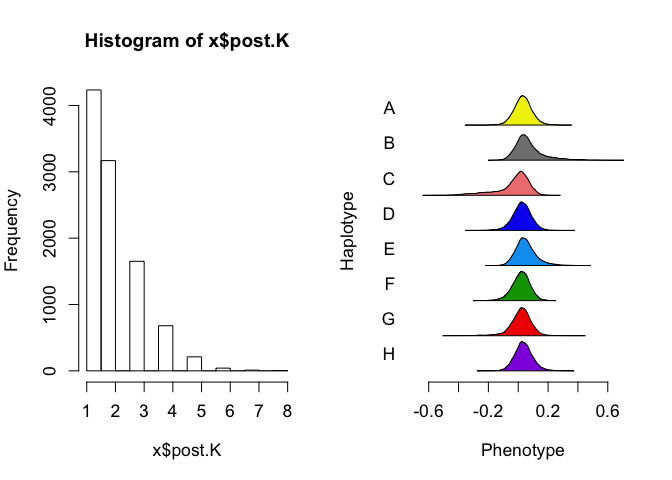 Histogram of x$post.K
Frequency
0
1000
2000
3000
4000
1 2 3 4 5 6 7 8
x$post.K
Haplotype
A
B
C
D
E
F
G
H
-0.6 -0.2 0.2 0.6
Phenotype